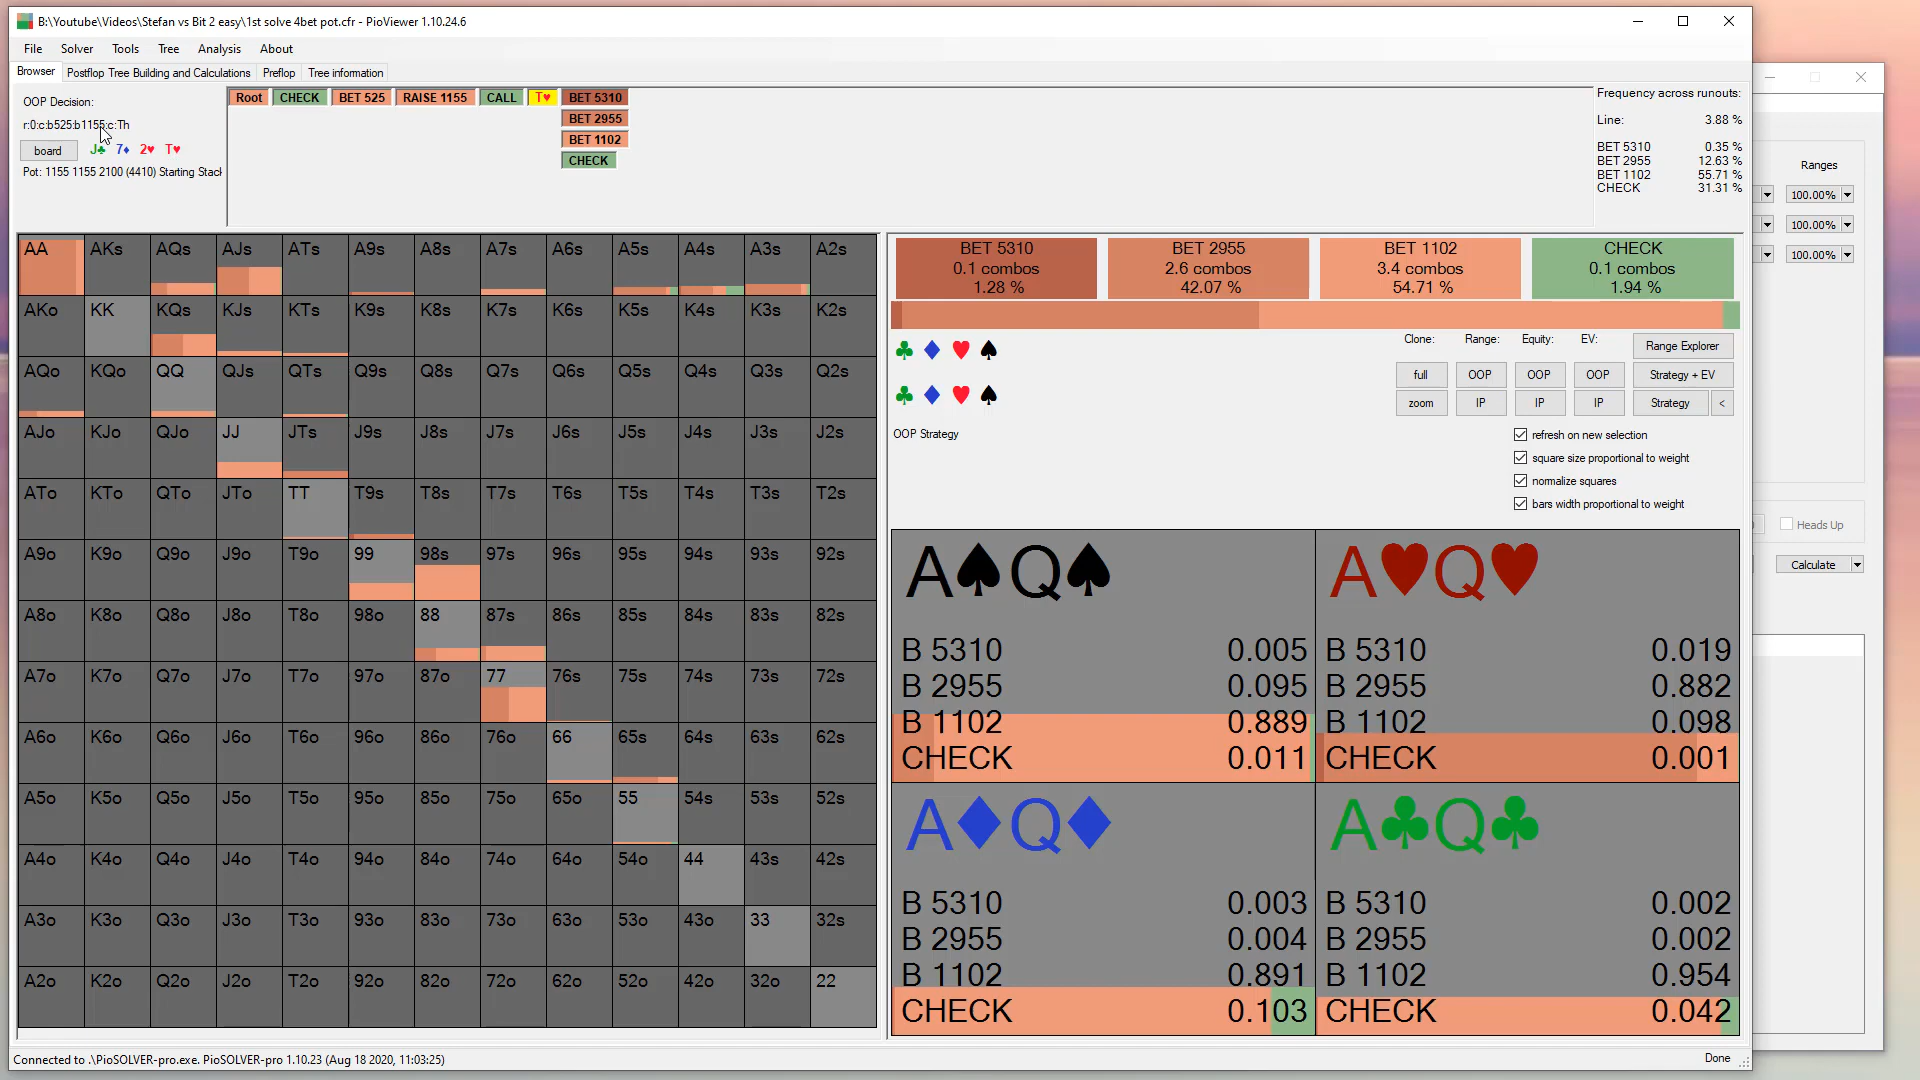 B:\Youtube\Videos\Stefan vs Bit 2 easy\1st solve 4bet pot.cfr - PioViewer 1.10.24.6
File Solver Tools Tree Analysis About
Browser Postflop Tree Building and Calculations Preflop Tree information
OOP Decision:
r:0:c:b525:b1155:c:Th
board J♣ 7♦ 2♥ T♥
Pot: 1155 1155 2100 (4410) Starting Stack
Root CHECK BET 525 RAISE 1155 CALL T♥ BET 5310
BET 2955
BET 1102
CHECK
Frequency across runouts:
Line: 3.88 %
BET 5310 0.35 %
BET 2955 12.63 %
BET 1102 55.71 %
CHECK 31.31 %
AA AKs AQs AJs ATs A9s A8s A7s A6s A5s A4s A3s A2s
AKo KK KQs KJs KTs K9s K8s K7s K6s K5s K4s K3s K2s
AQo KQo QQ QJs QTs Q9s Q8s Q7s Q6s Q5s Q4s Q3s Q2s
AJo KJo QJo JJ JTs J9s J8s J7s J6s J5s J4s J3s J2s
ATo KTo QTo JTo TT T9s T8s T7s T6s T5s T4s T3s T2s
A9o K9o Q9o J9o T9o 99 98s 97s 96s 95s 94s 93s 92s
A8o K8o Q8o J8o T8o 98o 88 87s 86s 85s 84s 83s 82s
A7o K7o Q7o J7o T7o 97o 87o 77 76s 75s 74s 73s 72s
A6o K6o Q6o J6o T6o 96o 86o 76o 66 65s 64s 63s 62s
A5o K5o Q5o J5o T5o 95o 85o 75o 65o 55 54s 53s 52s
A4o K4o Q4o J4o T4o 94o 84o 74o 64o 54o 44 43s 42s
A3o K3o Q3o J3o T3o 93o 83o 73o 63o 53o 43o 33 32s
A2o K2o Q2o J2o T2o 92o 82o 72o 62o 52o 42o 32o 22
BET 5310 BET 2955 BET 1102 CHECK
0.1 combos 2.6 combos 3.4 combos 0.1 combos
1.28 % 42.07 % 54.71 % 1.94 %
♣ ♦ ♥ ♠
♣ ♦ ♥ ♠
Clone: Range: Equity: EV: Range Explorer
full OOP OOP OOP Strategy + EV
zoom IP IP IP Strategy <
OOP Strategy
refresh on new selection
square size proportional to weight
normalize squares
bars width proportional to weight
A♠Q♠
B 5310 0.005
B 2955 0.095
B 1102 0.889
CHECK 0.011
A♥Q♥
B 5310 0.019
B 2955 0.882
B 1102 0.098
CHECK 0.001
A♦Q♦
B 5310 0.003
B 2955 0.004
B 1102 0.891
CHECK 0.103
A♣Q♣
B 5310 0.002
B 2955 0.002
B 1102 0.954
CHECK 0.042
Ranges
100.00%
100.00%
100.00%
Heads Up
Calculate
Connected to .\PioSOLVER-pro.exe. PioSOLVER-pro 1.10.23 (Aug 18 2020, 11:03:25)
Done